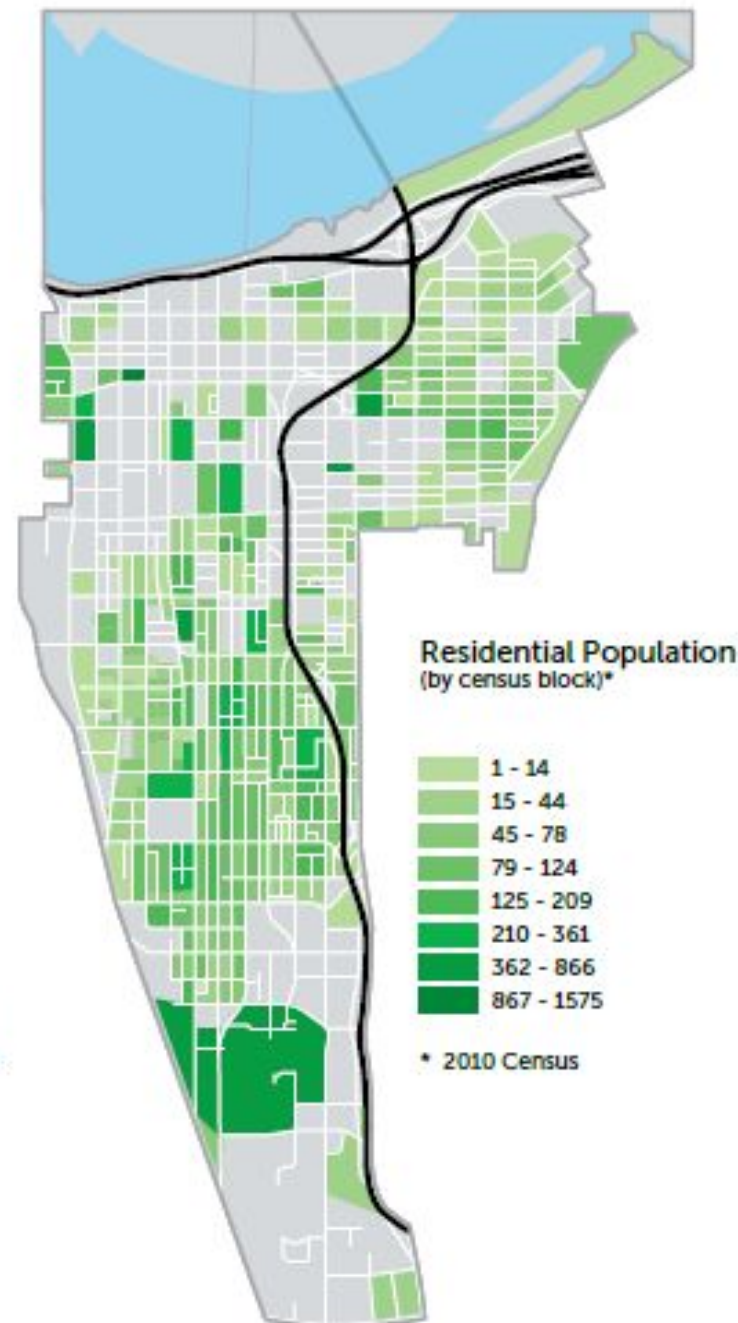 Residential Population
(by census block)*
1 - 14
15 - 44
45 - 78
79 - 124
125 - 209
210 - 361
362 - 866
867 - 1575
* 2010 Census